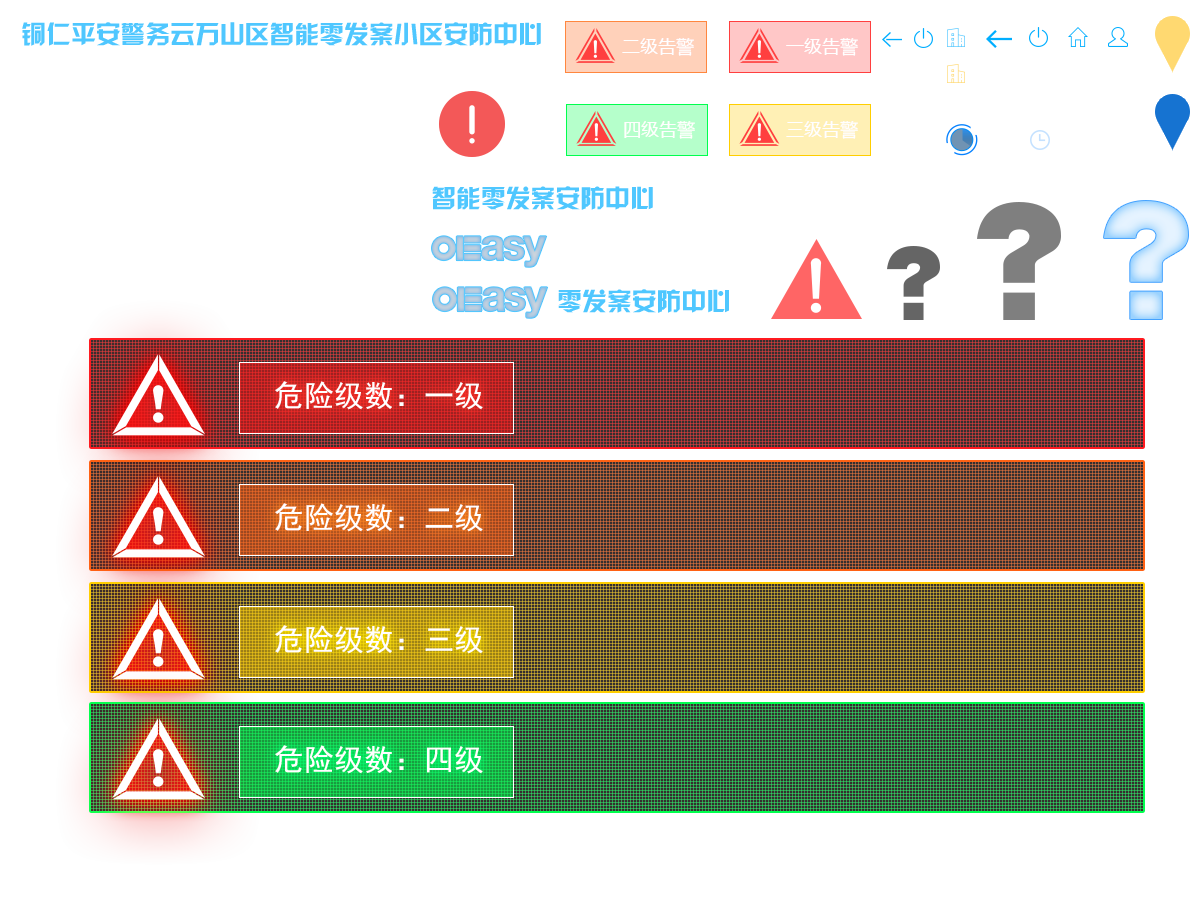 铜仁平安警务云万山区智能零发案小区安防中心
二级告警
一级告警
四级告警
三级告警
智能零发案安防中心
oEasy
oEasy 零发案安防中心
危险级数：一级
危险级数：二级
危险级数：三级
危险级数：四级